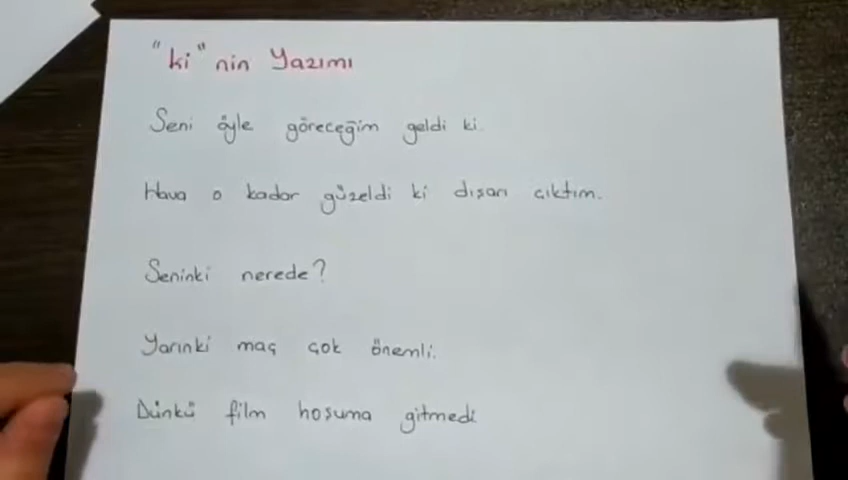 "ki" nin Yazımı
Seni öyle göreceğim geldi ki.
Hava o kadar güzeldi ki dışarı çıktım.
Seninki nerede?
Yarınki maç çok önemli.
Dünkü film hoşuma gitmedi